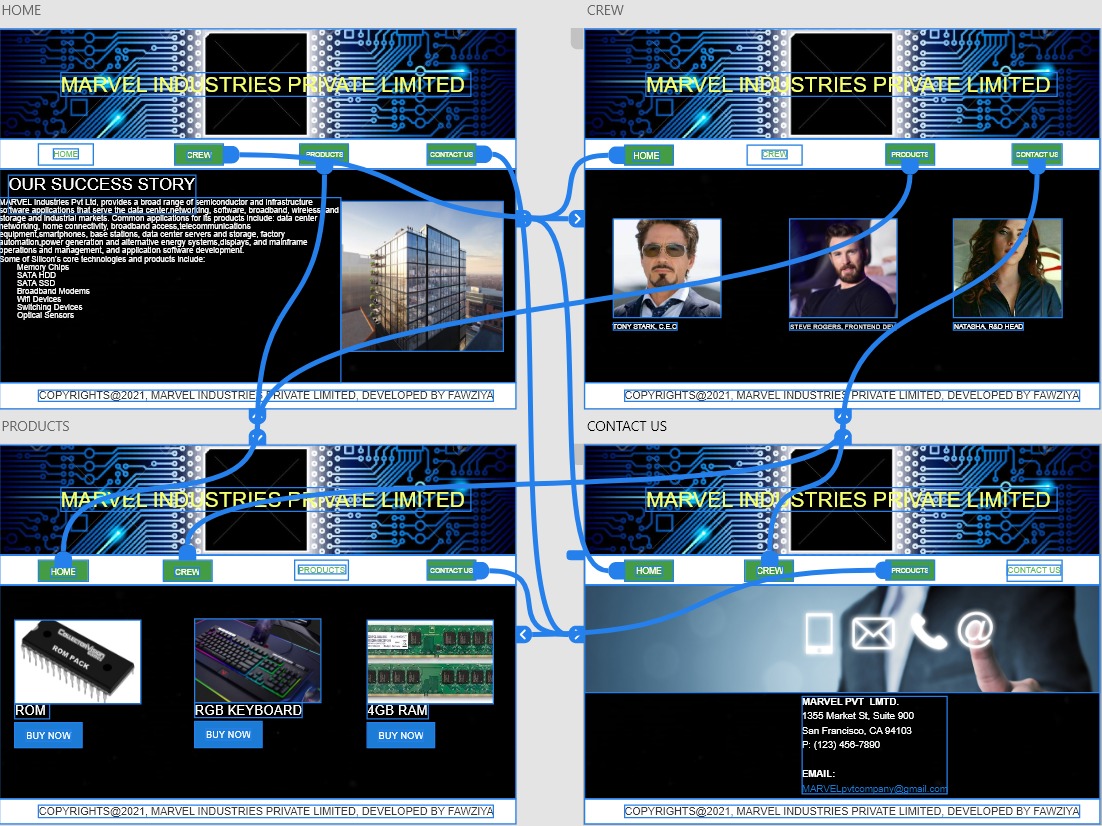 HOME
MARVEL INDUSTRIES PRIVATE LIMITED
HOME
CREW
PRODUCTS
CONTACT US
OUR SUCCESS STORY
MARVEL Industries Pvt Ltd, provides a broad range of semiconductor and infrastructure
software applications that serve the data center,networking, software, broadband, wireless, and
storage and industrial markets. Common applications for its products include: data center
networking, home connectivity, broadband access,telecommunications
equipment,smartphones, base stations, data center servers and storage, factory
automation,power generation and alternative energy systems,displays, and mainframe
operations and management, and application software development.
Some of Silicon's core technologies and products include:
Memory Chips
SATA HDD
SATA SSD
Broadband Modems
Wifi Devices
Switching Devices
Optical Sensors
COPYRIGHTS@2021, MARVEL INDUSTRIES PRIVATE LIMITED, DEVELOPED BY FAWZIYA
CREW
MARVEL INDUSTRIES PRIVATE LIMITED
HOME
CREW
PRODUCTS
CONTACT US
TONY STARK, C.E.O
STEVE ROGERS, FRONTEND DEV
NATASHA, R&D HEAD
COPYRIGHTS@2021, MARVEL INDUSTRIES PRIVATE LIMITED, DEVELOPED BY FAWZIYA
PRODUCTS
MARVEL INDUSTRIES PRIVATE LIMITED
HOME
CREW
PRODUCTS
CONTACT US
ROM PACK
ROM
BUY NOW
RGB KEYBOARD
BUY NOW
4GB RAM
BUY NOW
COPYRIGHTS@2021, MARVEL INDUSTRIES PRIVATE LIMITED, DEVELOPED BY FAWZIYA
CONTACT US
MARVEL INDUSTRIES PRIVATE LIMITED
HOME
CREW
PRODUCTS
CONTACT US
@
MARVEL PVT LMTD.
1355 Market St, Suite 900
San Francisco, CA 94103
P: (123) 456-7890
EMAIL:
MARVELpvtcompany@gmail.com
COPYRIGHTS@2021, MARVEL INDUSTRIES PRIVATE LIMITED, DEVELOPED BY FAWZIYA